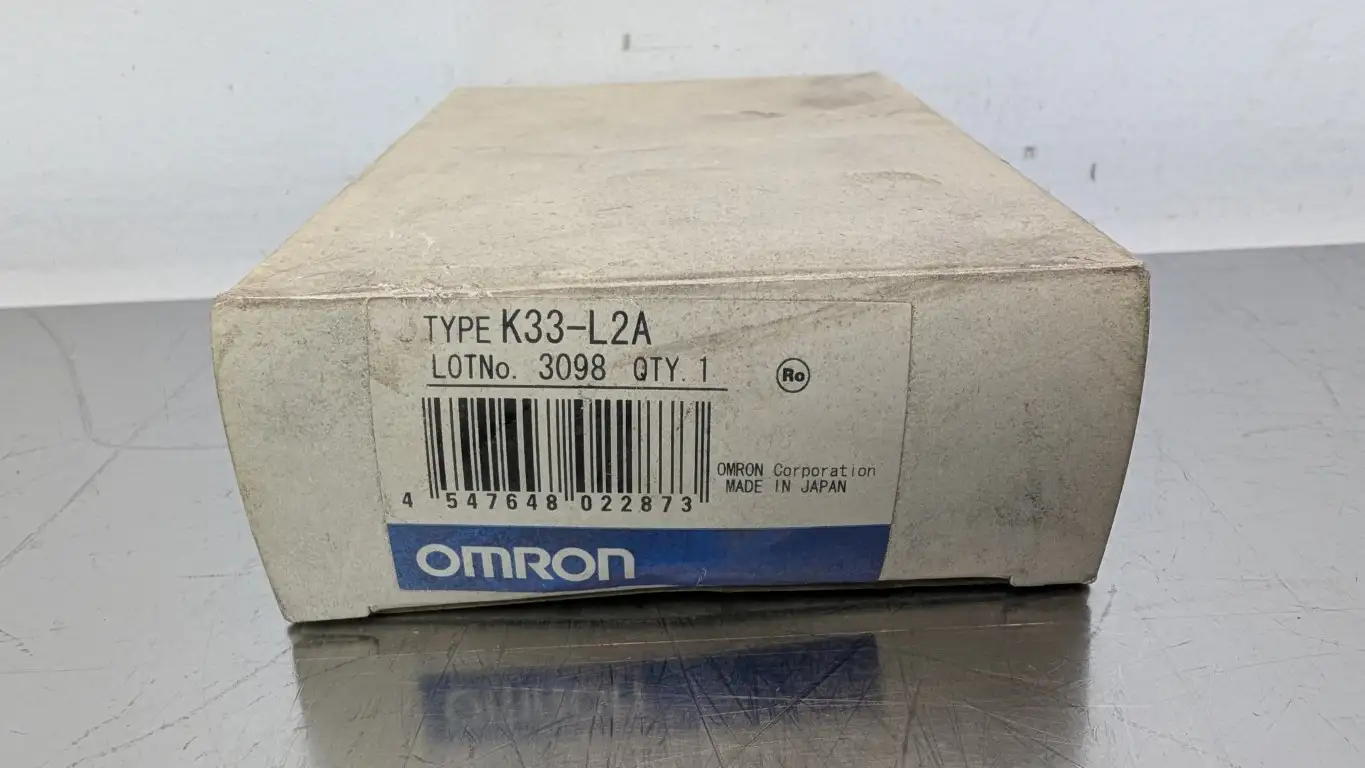 TYPE K33-L2A
LOTNo. 3098 QTY. 1
Ro
4 547648 022873
OMRON Corporation
MADE IN JAPAN
OMRON